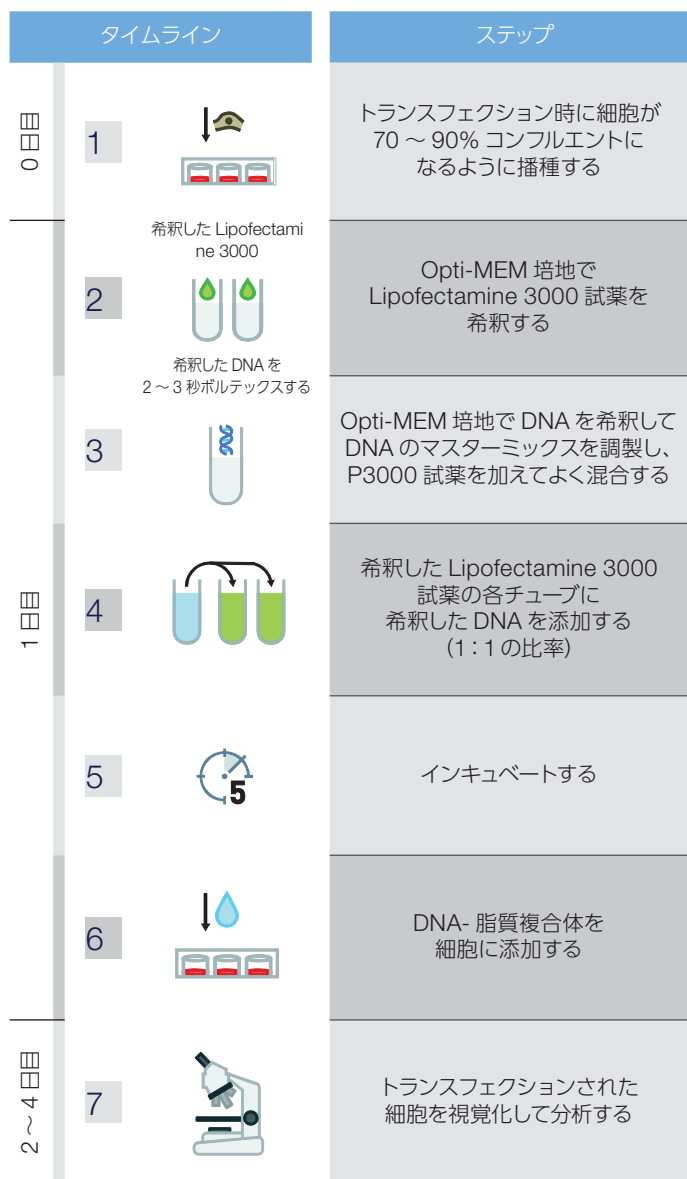 タイムライン
ステップ
0日目
1
トランスフェクション時に細胞が
70 ～ 90% コンフルエントに
なるように播種する
1日目
希釈した Lipofectami
ne 3000
2
Opti-MEM 培地で
Lipofectamine 3000 試薬を
希釈する
希釈した DNA を
2 ～ 3 秒ボルテックスする
3
Opti-MEM 培地で DNA を希釈して
DNA のマスターミックスを調製し、
P3000 試薬を加えてよく混合する
4
希釈した Lipofectamine 3000
試薬の各チューブに
希釈した DNA を添加する
(1：1 の比率)
5
5
インキュベートする
6
DNA- 脂質複合体を
細胞に添加する
2～4日目
7
トランスフェクションされた
細胞を視覚化して分析する